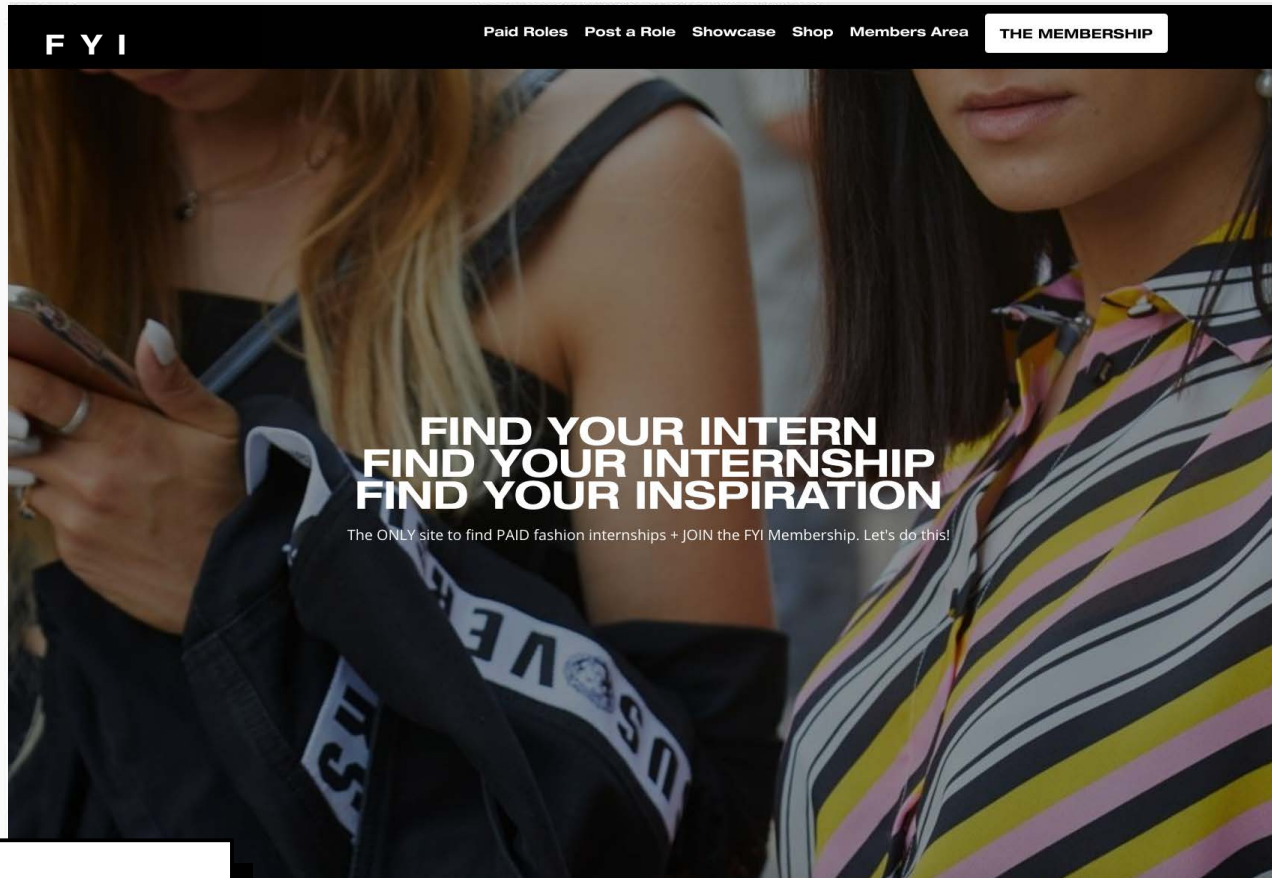 F Y I
Paid Roles Post a Role Showcase Shop Members Area THE MEMBERSHIP
FIND YOUR INTERN
FIND YOUR INTERNSHIP
FIND YOUR INSPIRATION
The ONLY site to find PAID fashion internships + JOIN the FYI Membership. Let's do this!